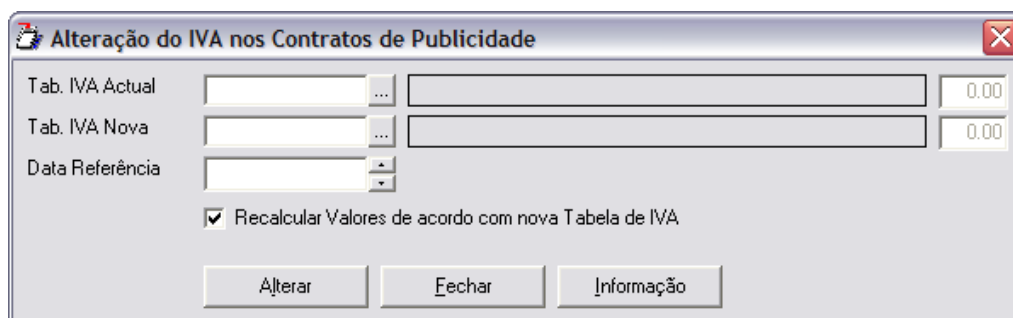 Alteração do IVA nos Contratos de Publicidade
Tab. IVA Actual ... 0.00
Tab. IVA Nova ... 0.00
Data Referência
Recalcular Valores de acordo com nova Tabela de IVA
Alterar Fechar Informação